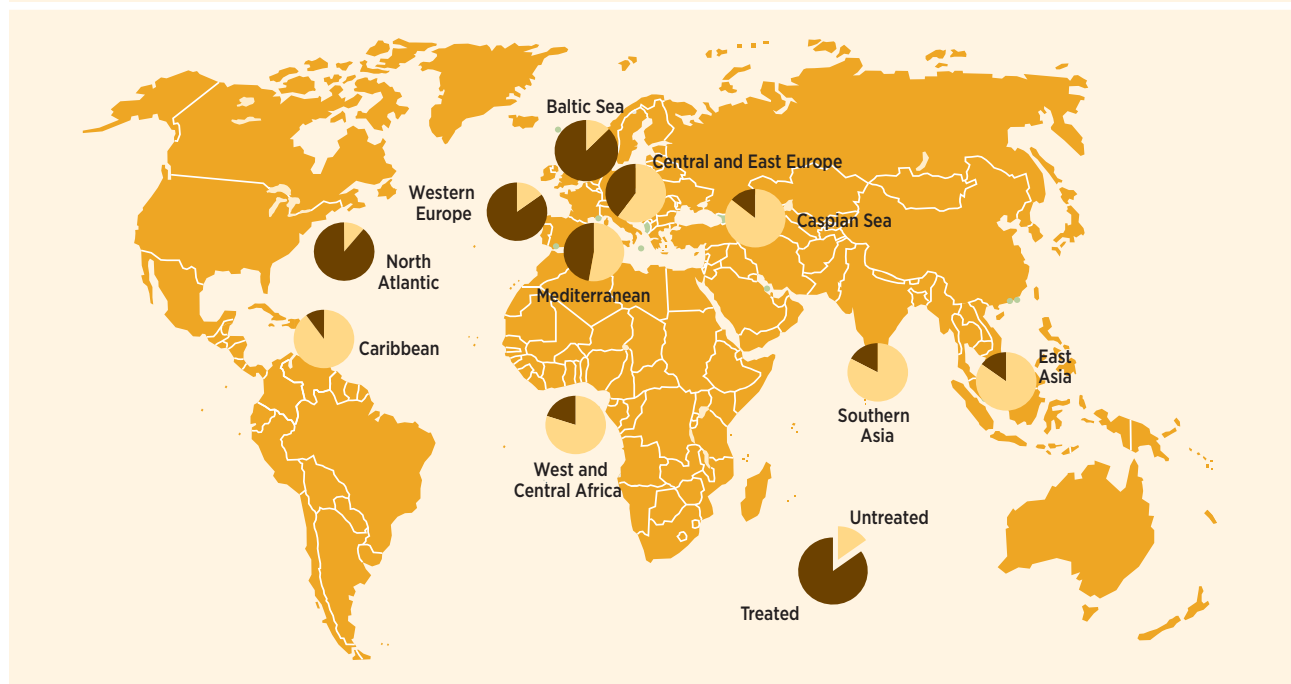 Baltic Sea
Central and East Europe
Western
Europe
Caspian Sea
North
Atlantic
Mediterranean
Caribbean
East
Asia
Southern
Asia
West and
Central Africa
Untreated
Treated